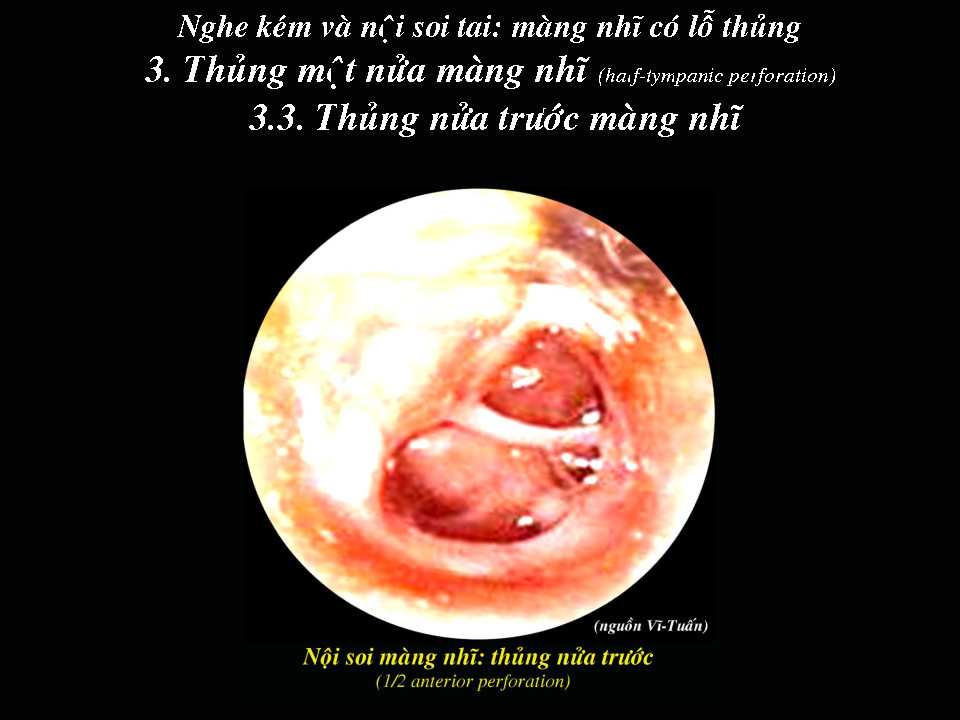 Nghe kém và nội soi tai: màng nhĩ có lỗ thủng
3. Thủng một nửa màng nhĩ (half-tympanic perforation)
3.3. Thủng nửa trước màng nhĩ
(nguồn Vĩ-Tuấn)
Nội soi màng nhĩ: thủng nửa trước
(1/2 anterior perforation)